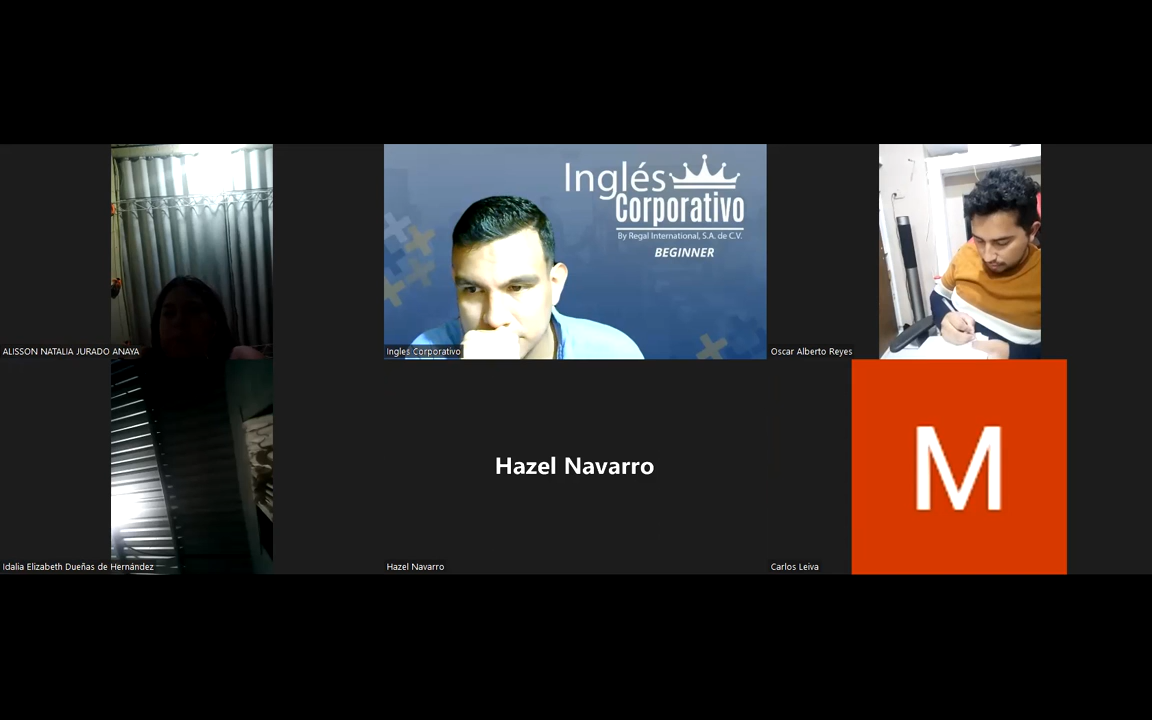 Inglés
Corporativo
By Regal International, S.A. de C.V.
BEGINNER
ALISSON NATALIA JURADO ANAYA
Ingles Corporativo
Oscar Alberto Reyes
Hazel Navarro
M
Idalia Elizabeth Dueñas de Hernández
Hazel Navarro
Carlos Leiva